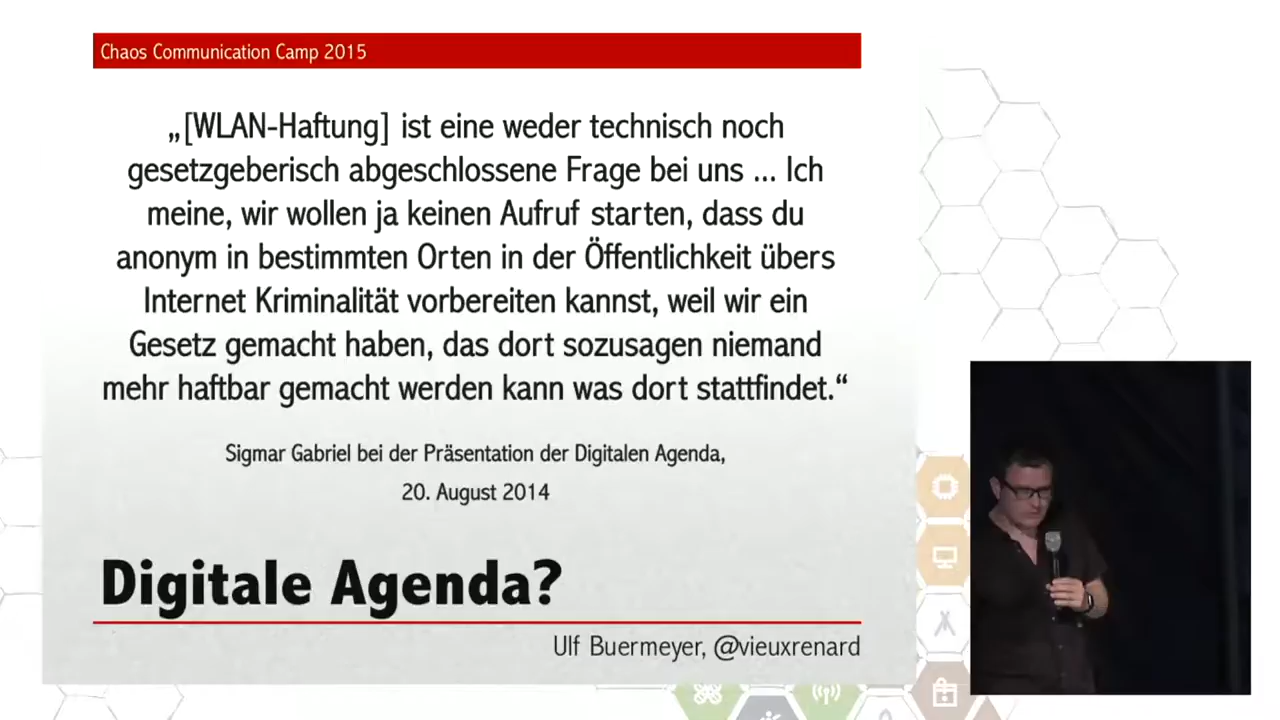 Chaos Communication Camp 2015
„[WLAN-Haftung] ist eine weder technisch noch
gesetzgeberisch abgeschlossene Frage bei uns ... Ich
meine, wir wollen ja keinen Aufruf starten, dass du
anonym in bestimmten Orten in der Öffentlichkeit übers
Internet Kriminalität vorbereiten kannst, weil wir ein
Gesetz gemacht haben, das dort sozusagen niemand
mehr haftbar gemacht werden kann was dort stattfindet.“
Sigmar Gabriel bei der Präsentation der Digitalen Agenda,
20. August 2014
Digitale Agenda?
Ulf Buermeyer, @vieuxrenard